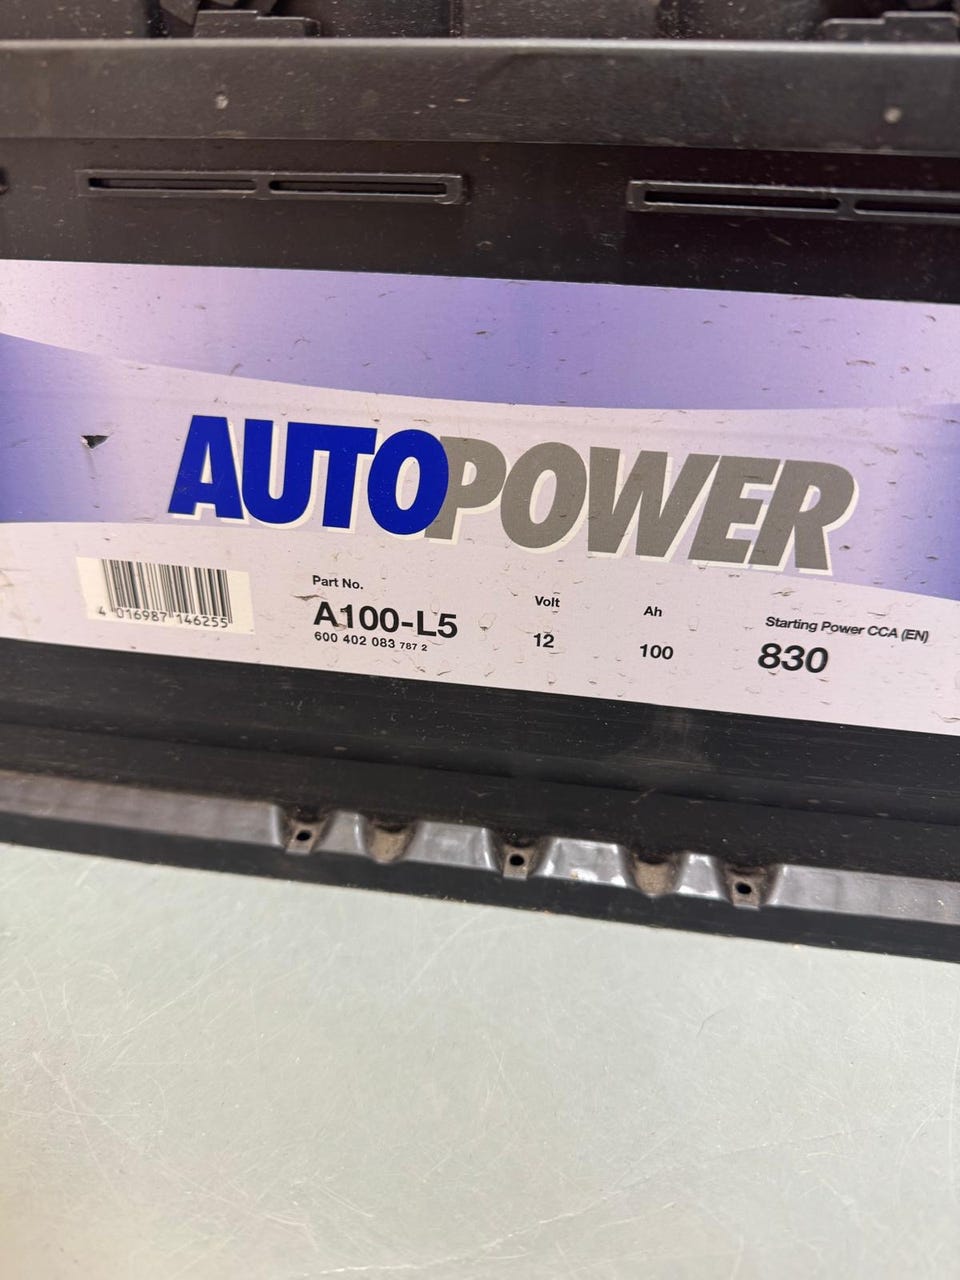 AUTOPOWER
4 016987 146255
Part No.
A100-L5
600 402 083 787 2
Volt
12
Ah
100
Starting Power CCA (EN)
830